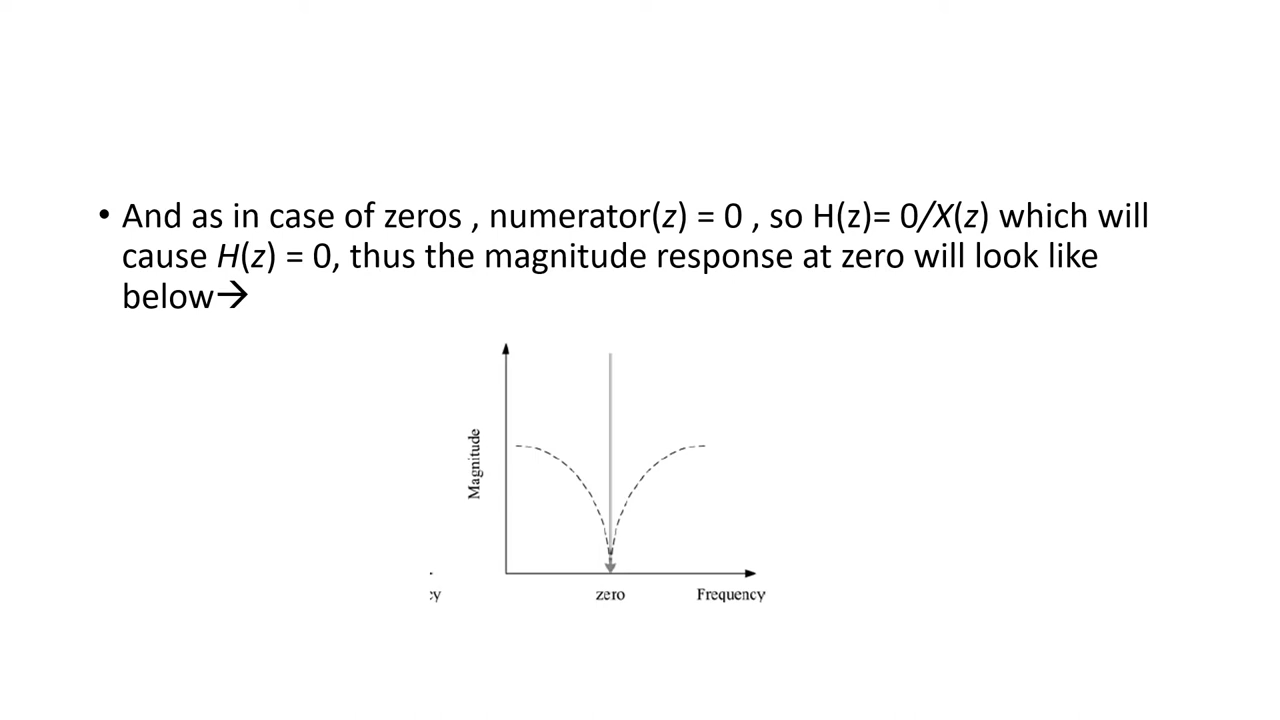 • And as in case of zeros , numerator(z) = 0 , so H(z)= 0/X(z) which will
cause H(z) = 0, thus the magnitude response at zero will look like
below→
Magnitude
:y
zero
Frequency